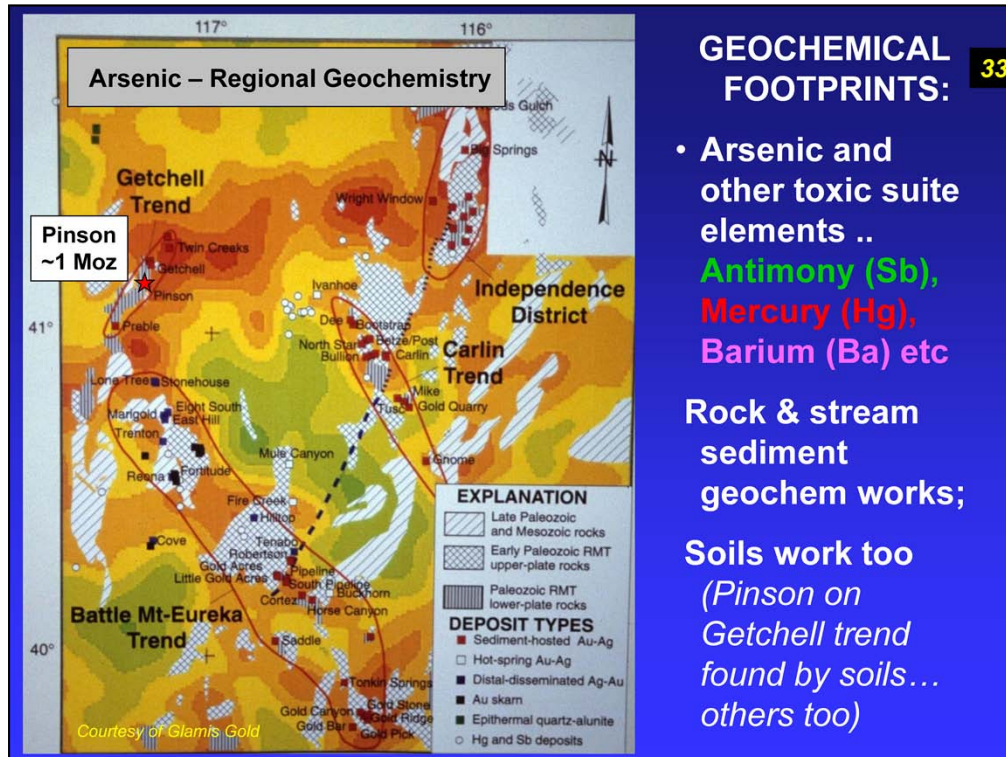 117°
116°
Arsenic – Regional Geochemistry
Gulch
Big Springs
N
Wright Window
Getchell
Trend
Pinson
~1 Moz
Twin Creeks
Getchell
Pinson
Preble
41°
Ivanhoe
Independence
District
Dee
Bootstrap
North Star
Betze/Post
Bullion
Carlin
Carlin
Trend
Mike
Tusc
Gold Quarry
Gnome
Lone Tree
Stonehouse
Marigold
Eight South
East Hill
Trenton
Reona
Fortitude
Mule Canyon
Fire Creek
Hilltop
Cove
Tenabo
Robertson
Gold Acres
Pipeline
Little Gold Acres
South Pipeline
Cortez
Buckhorn
Horse Canyon
Battle Mt-Eureka
Trend
40°
Saddle
Tonkin Springs
Gold Canyon
Gold Stone
Gold Ridge
Gold Bar
Gold Pick
Courtesy of Glamis Gold
EXPLANATION
Late Paleozoic
and Mesozoic rocks
Early Paleozoic RMT
upper-plate rocks
Paleozoic RMT
lower-plate rocks
DEPOSIT TYPES
Sediment-hosted Au-Ag
Hot-spring Au-Ag
Distal-disseminated Ag-Au
Au skarn
Epithermal quartz-alunite
Hg and Sb deposits
GEOCHEMICAL
FOOTPRINTS:
33
• Arsenic and
other toxic suite
elements ..
Antimony (Sb),
Mercury (Hg),
Barium (Ba) etc
Rock & stream
sediment
geochem works;
Soils work too
(Pinson on
Getchell trend
found by soils…
others too)